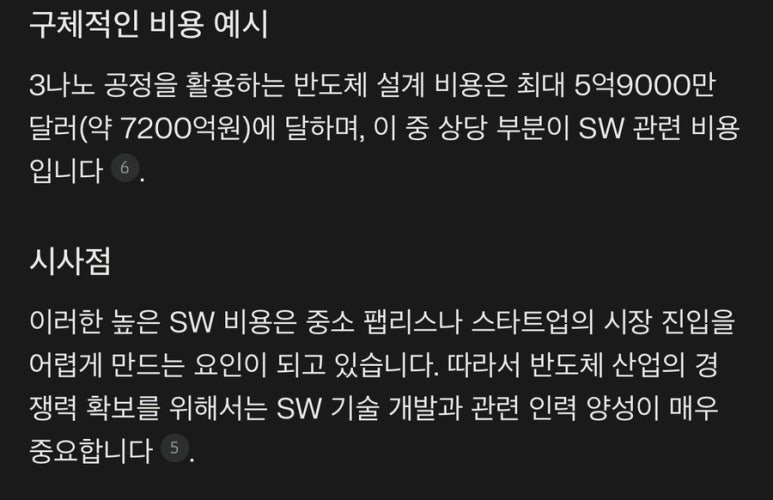 구체적인 비용 예시
3나노 공정을 활용하는 반도체 설계 비용은 최대 5억9000만
달러(약 7200억원)에 달하며, 이 중 상당 부분이 SW 관련 비용
입니다 6.
시사점
이러한 높은 SW 비용은 중소 팹리스나 스타트업의 시장 진입을
어렵게 만드는 요인이 되고 있습니다. 따라서 반도체 산업의 경
쟁력 확보를 위해서는 SW 기술 개발과 관련 인력 양성이 매우
중요합니다 5.